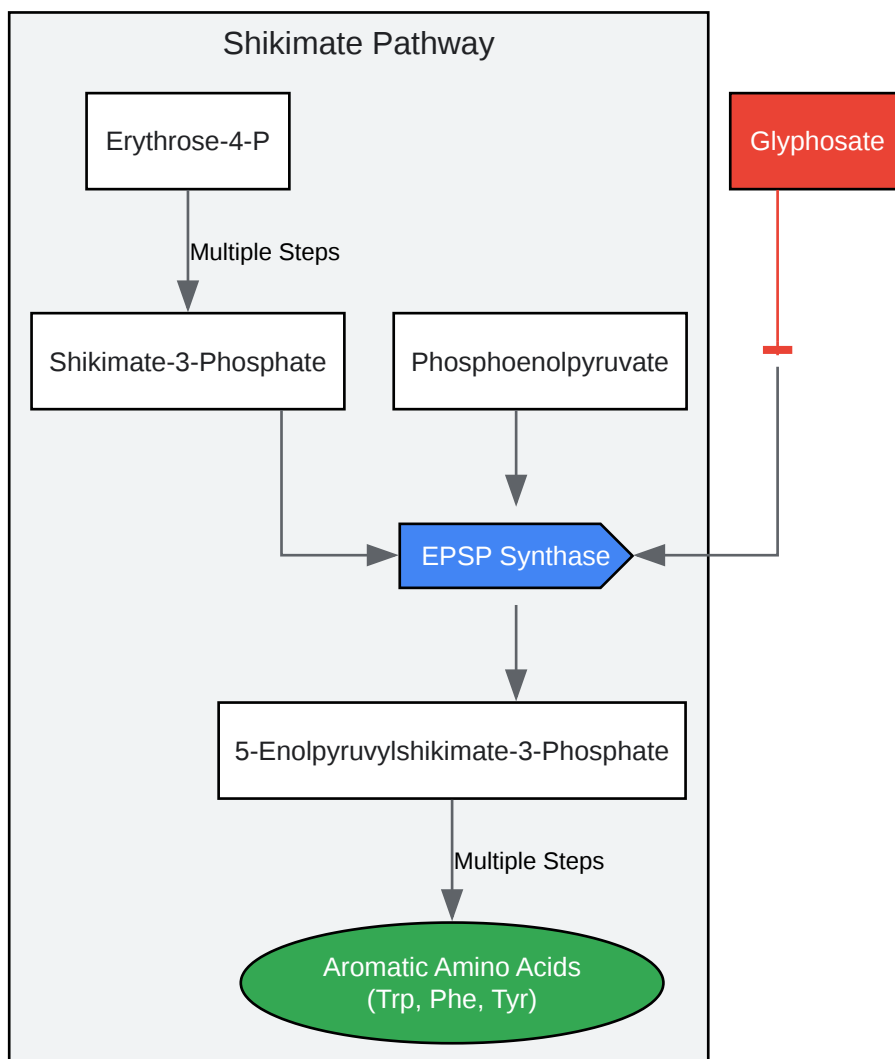 Shikimate Pathway
Erythrose-4-P
Glyphosate
Multiple Steps
Shikimate-3-Phosphate
Phosphoenolpyruvate
EPSP Synthase
5-Enolpyruvylshikimate-3-Phosphate
Multiple Steps
Aromatic Amino Acids
(Trp, Phe, Tyr)